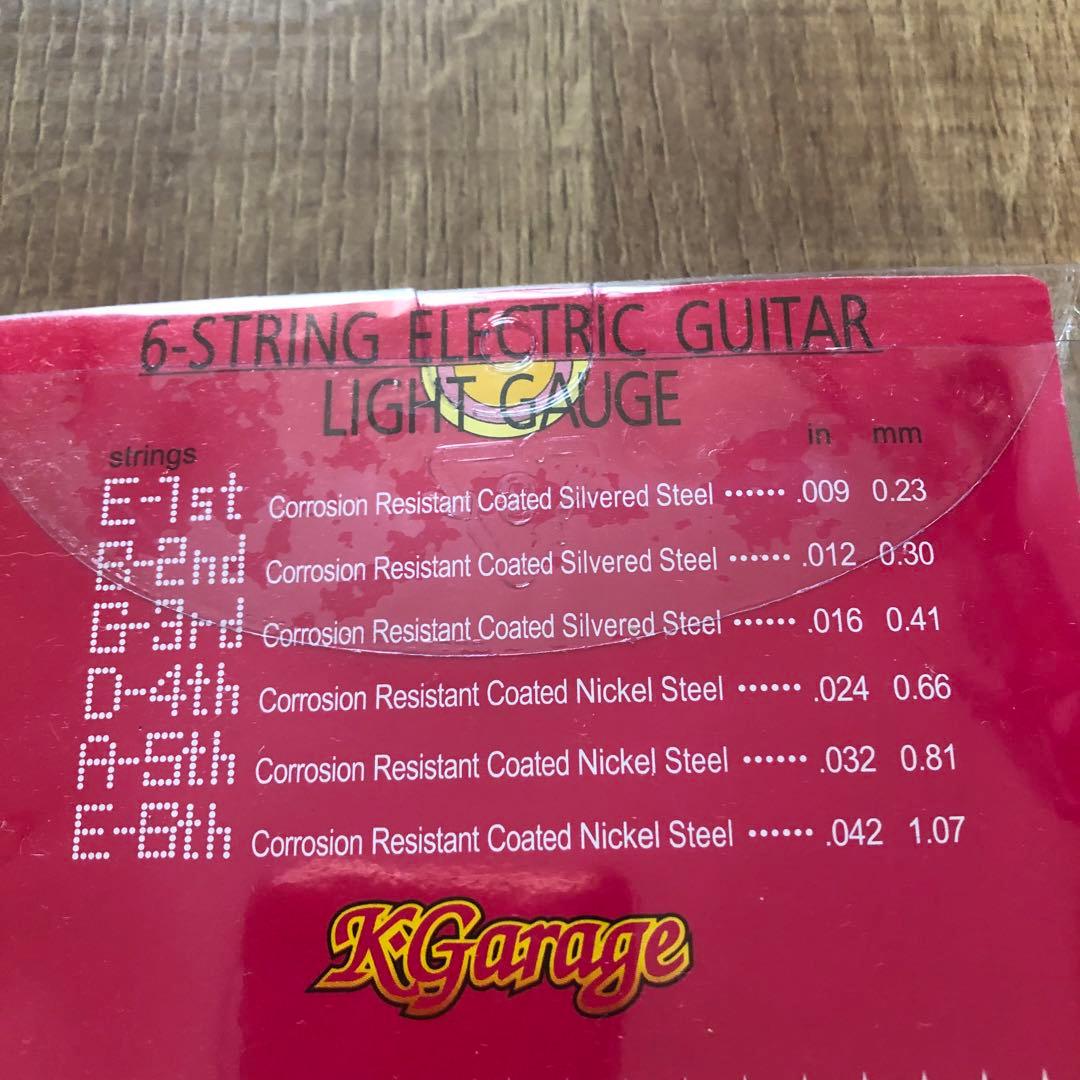 6-STRING ELECTRIC GUITAR
LIGHT GAUGE
strings in mm
E-1st Corrosion Resistant Coated Silvered Steel ······ .009 0.23
B-2nd Corrosion Resistant Coated Silvered Steel ······ .012 0.30
G-3rd Corrosion Resistant Coated Silvered Steel ······ .016 0.41
D-4th Corrosion Resistant Coated Nickel Steel ······ .024 0.66
A-5th Corrosion Resistant Coated Nickel Steel ······ .032 0.81
E-6th Corrosion Resistant Coated Nickel Steel ······ .042 1.07
K·Garage